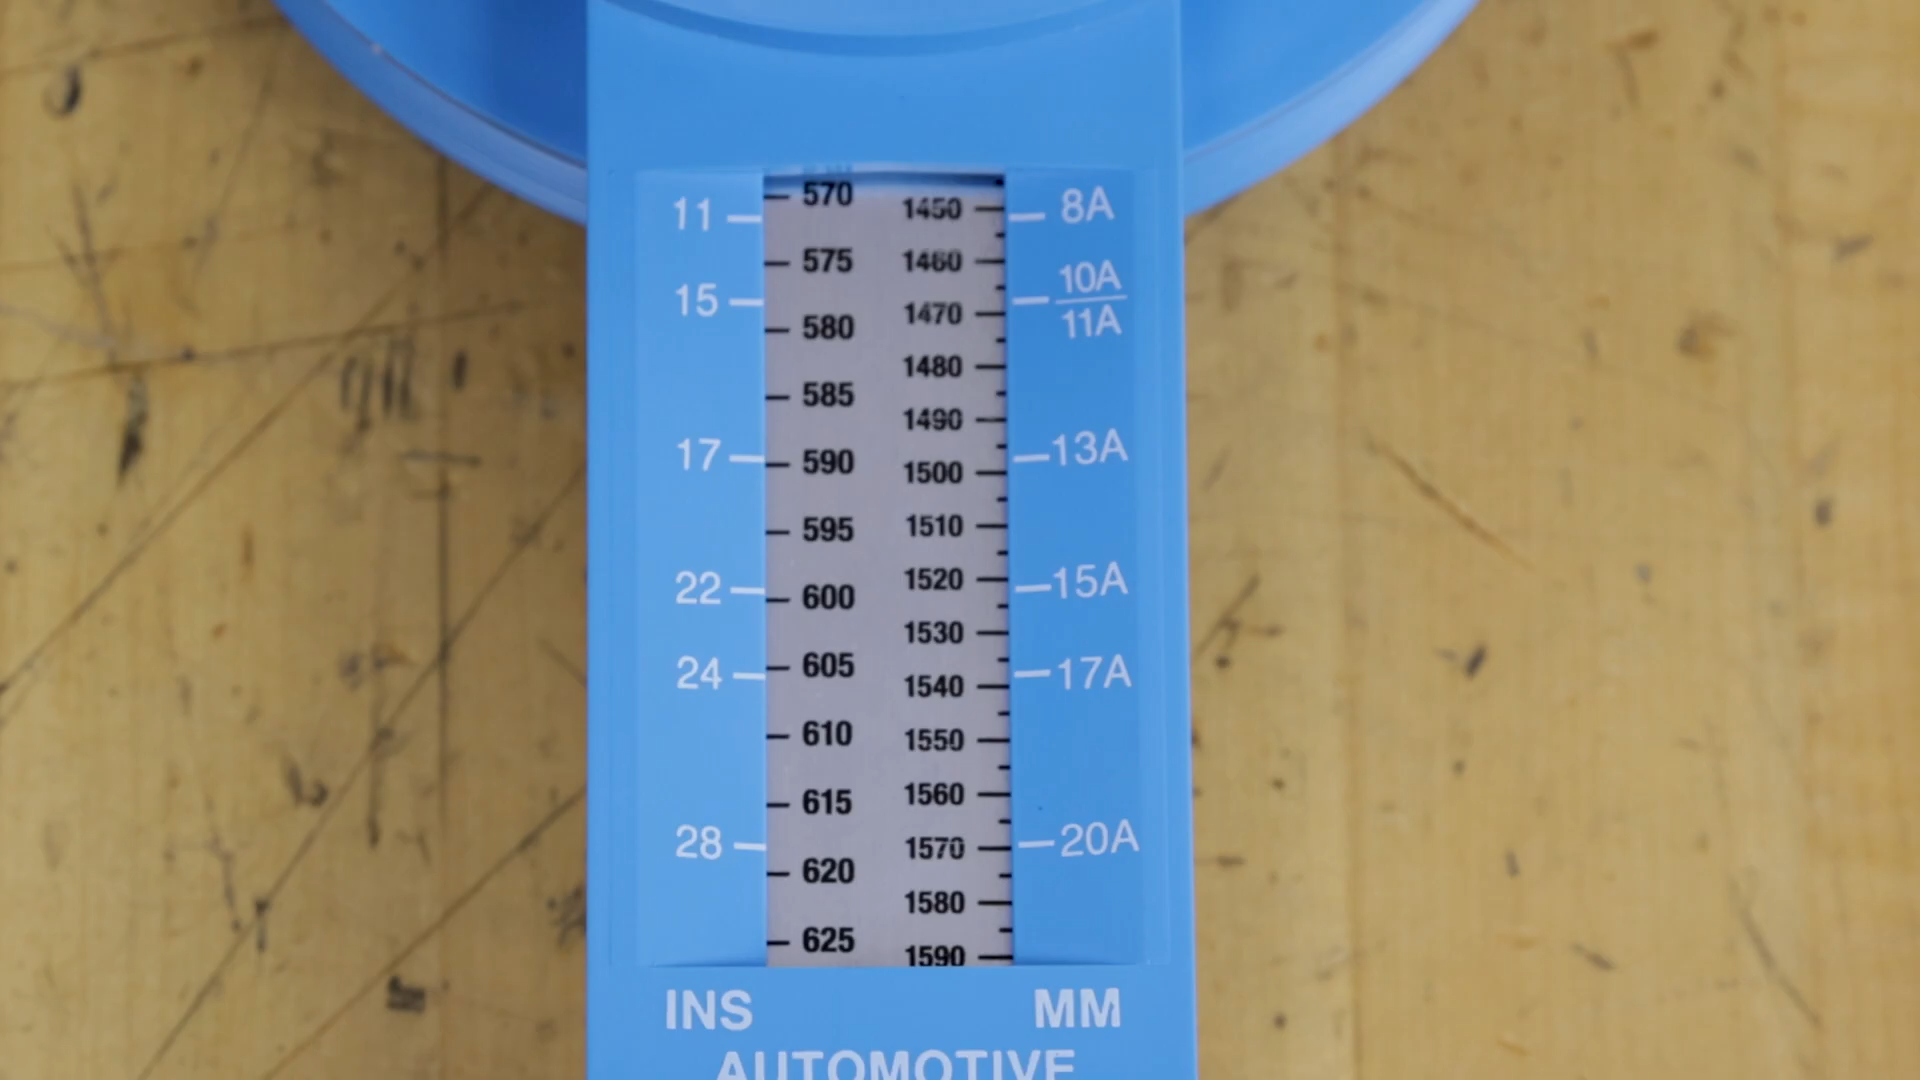 11 570 1450 8A
575 1460 10A
15 580 1470 11A
1480
585 1490
17 590 1500 13A
595 1510
22 600 1520 15A
1530
24 605 1540 17A
610 1550
615 1560
28 1570 20A
620 1580
625 1590
INS MM
AUTOMOTIVE